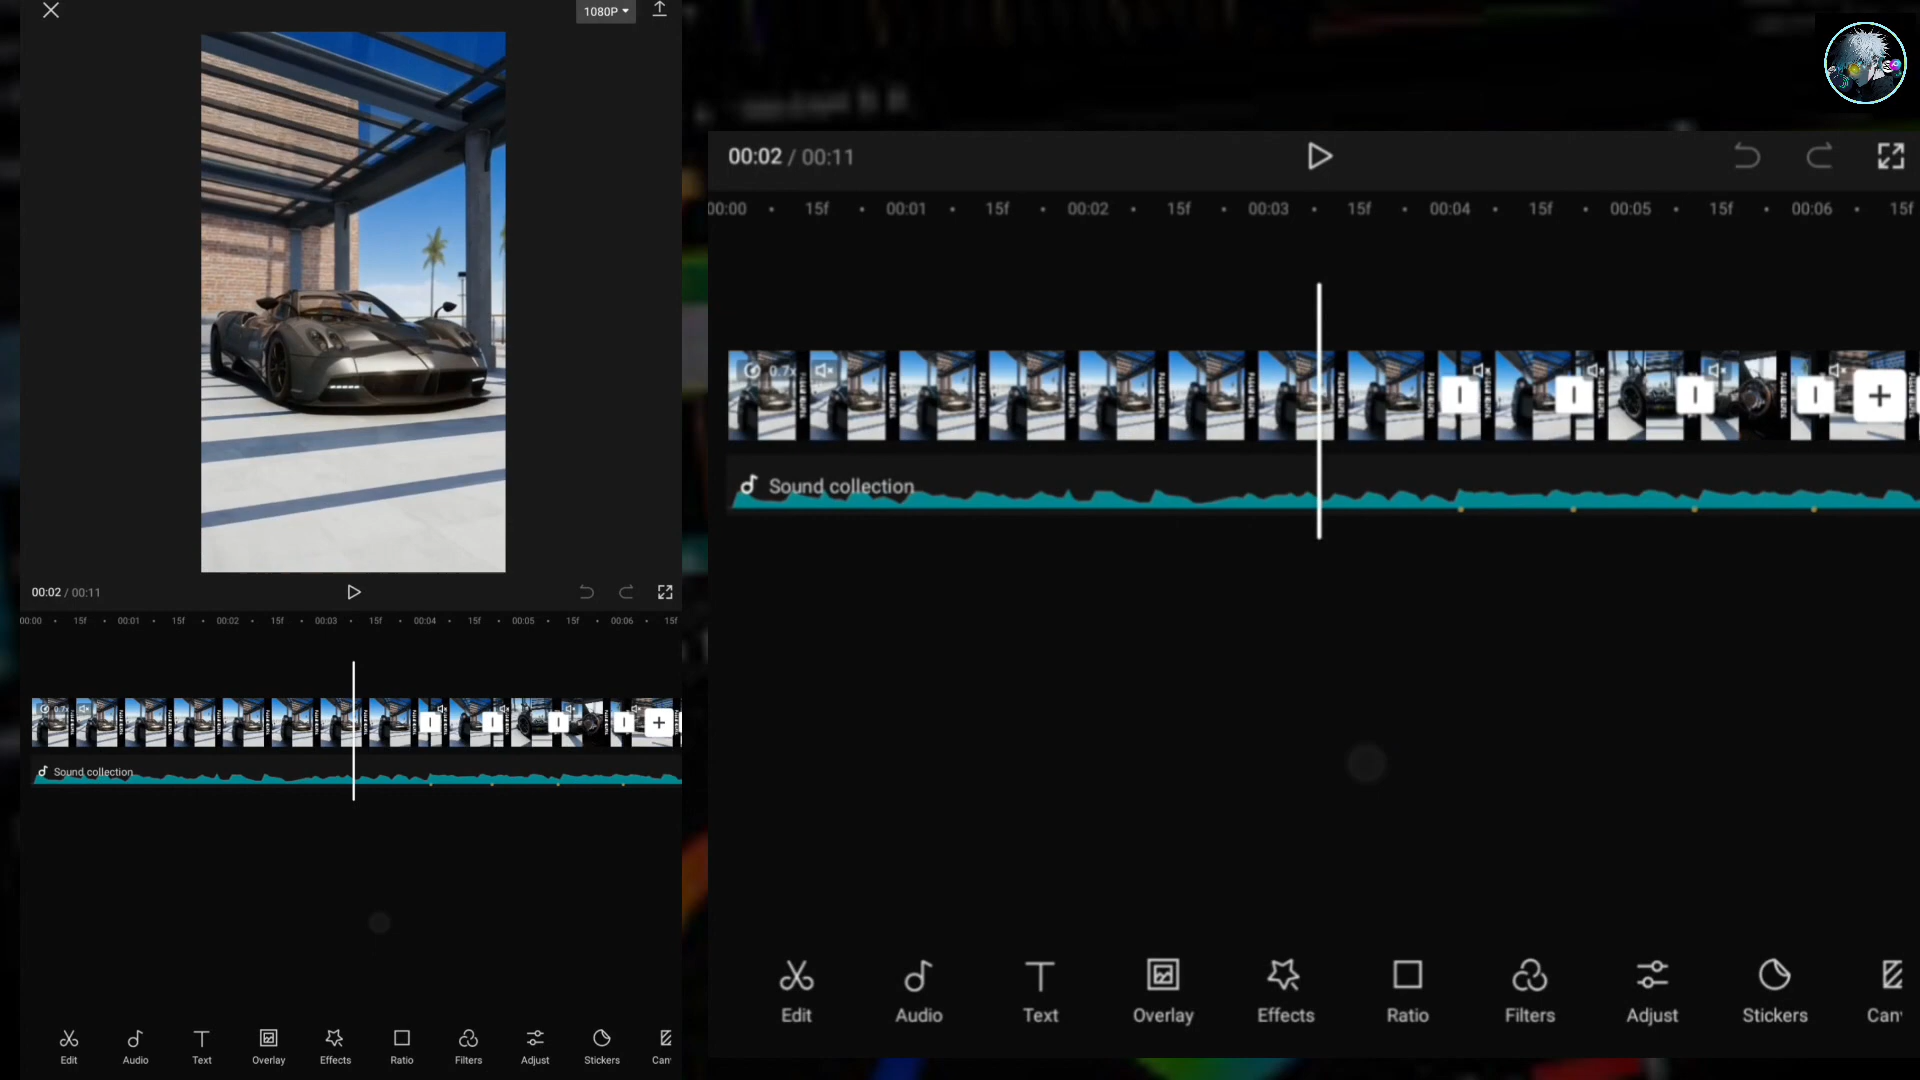 1080P
00:02 / 00:11
00:00 15f 00:01 15f 00:02 15f 00:03 15f 00:04 15f 00:05 15f 00:06 15f
0.7x
Sound collection
Edit Audio Text Overlay Effects Ratio Filters Adjust Stickers Can
00:02 / 00:11
00:00 15f 00:01 15f 00:02 15f 00:03 15f 00:04 15f 00:05 15f 00:06 15f
0.7x
Sound collection
Edit Audio Text Overlay Effects Ratio Filters Adjust Stickers Can